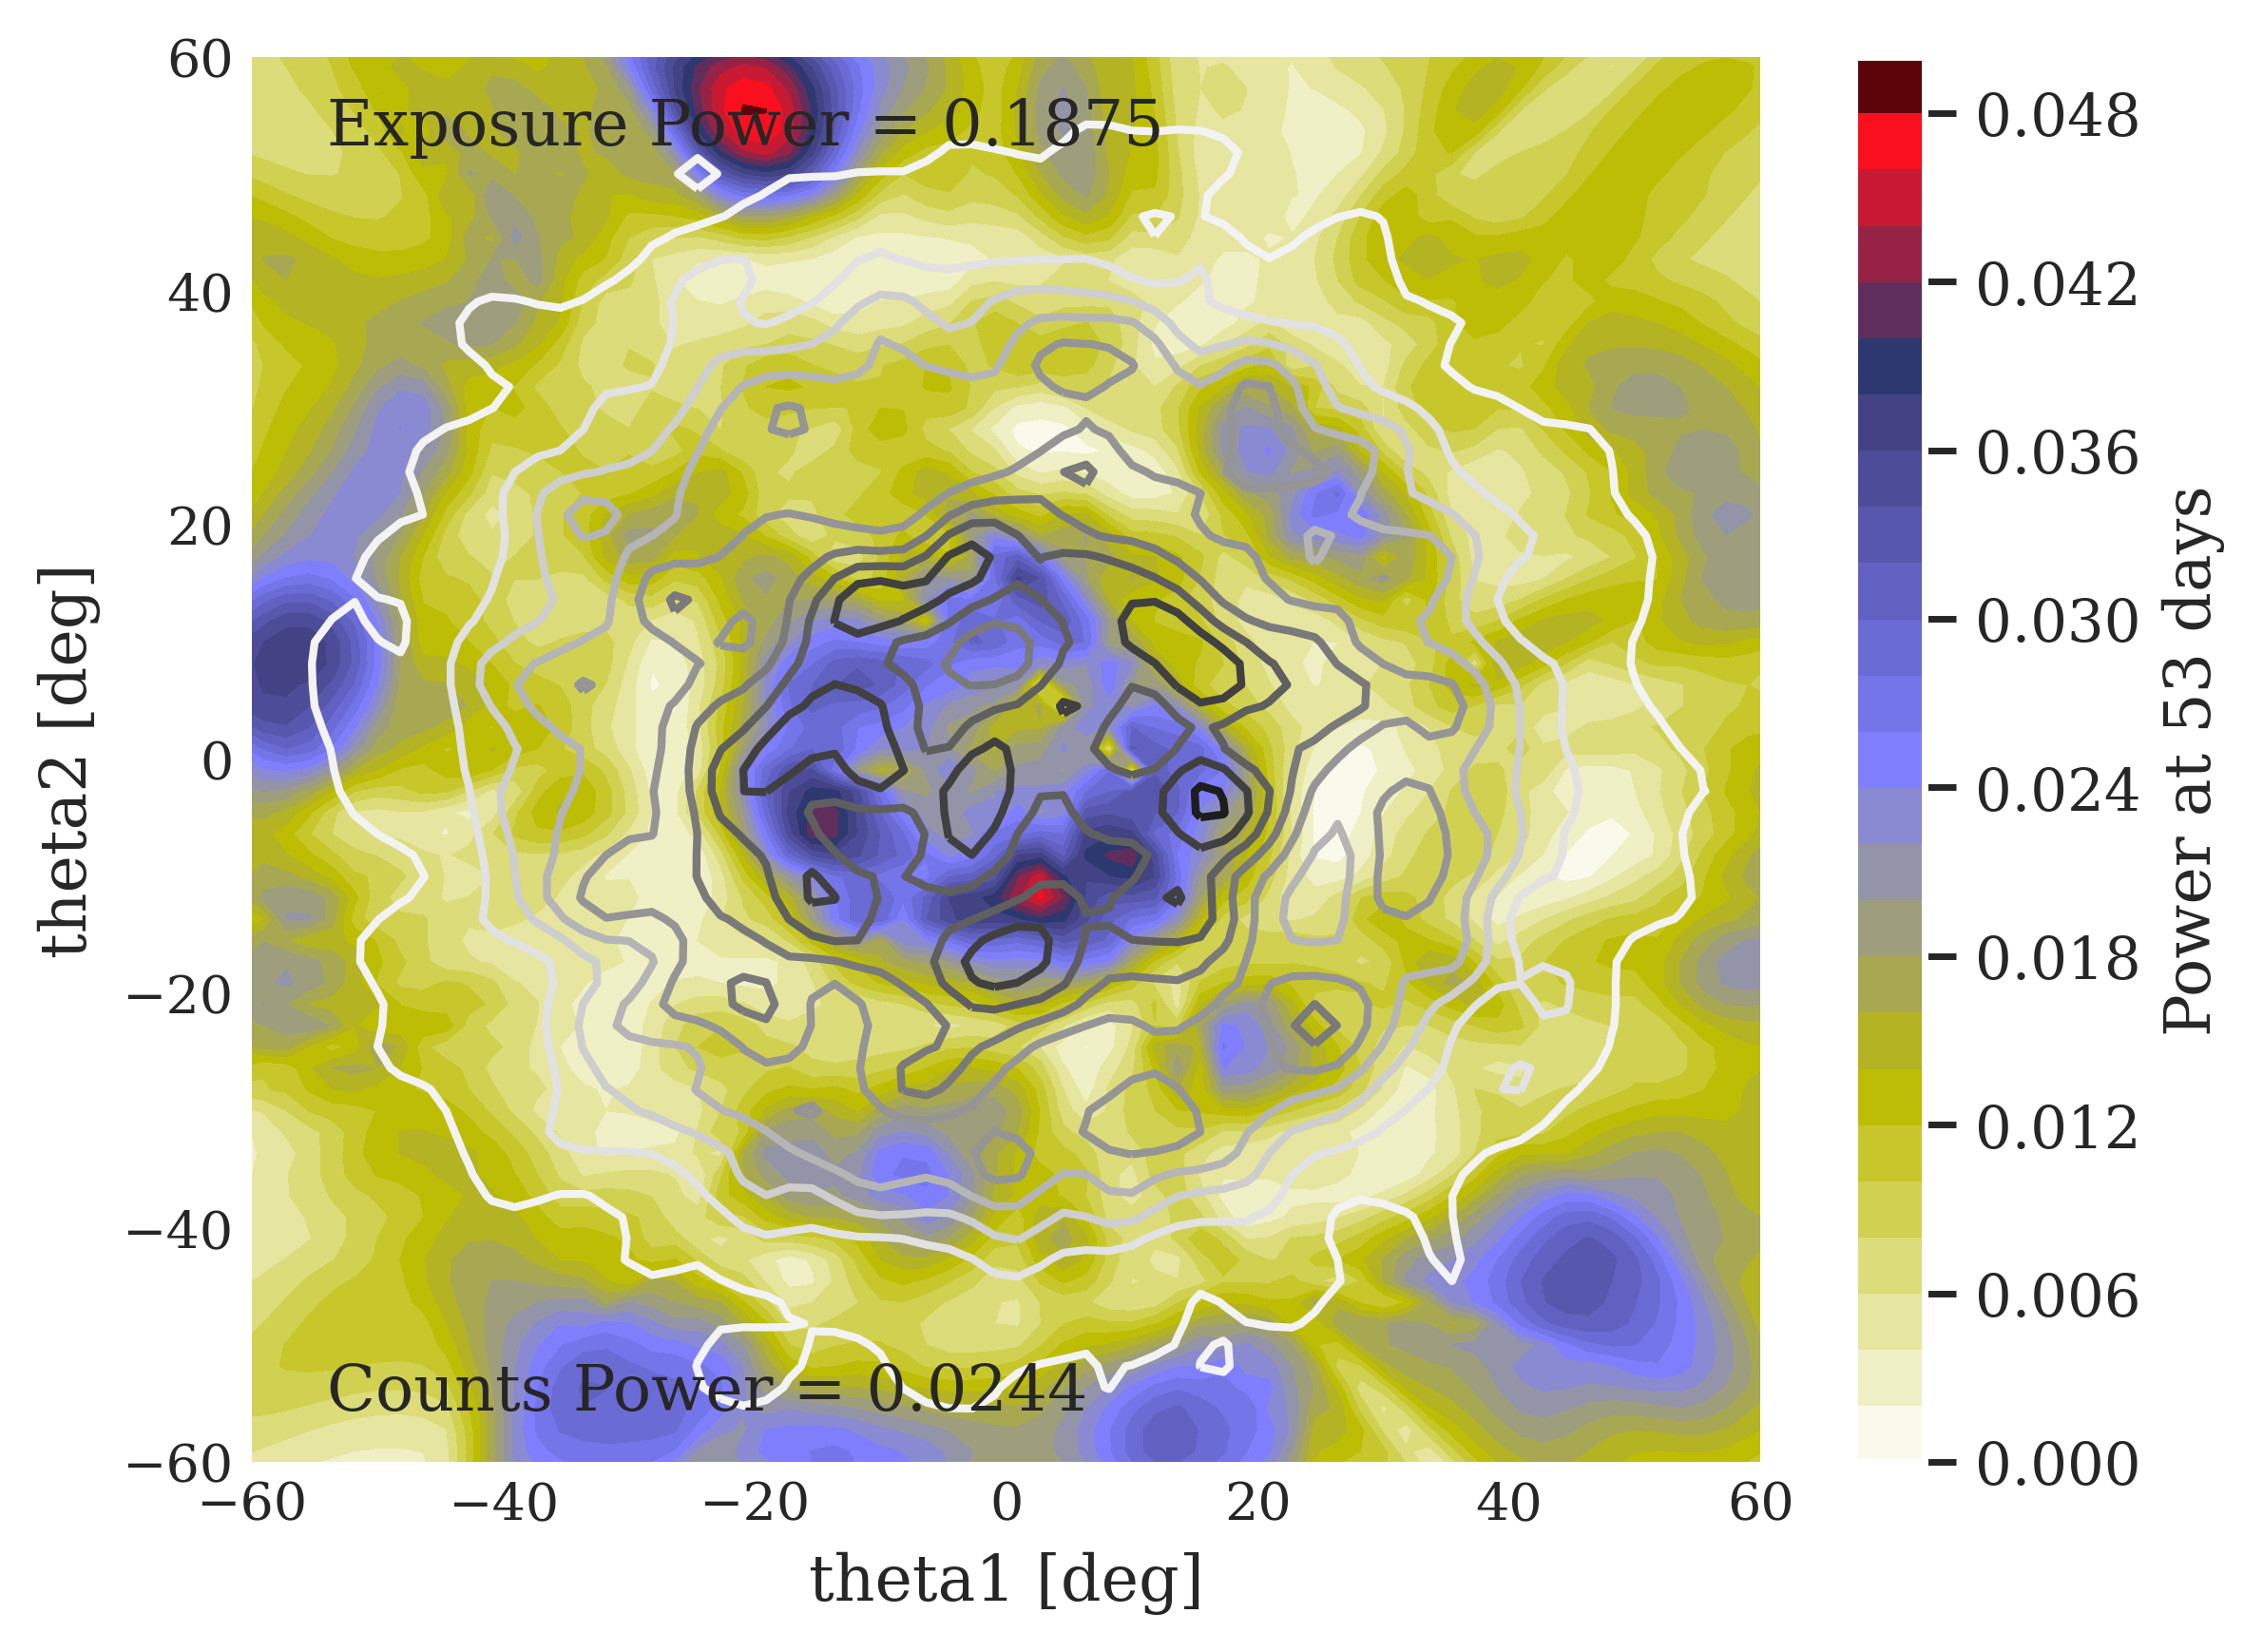 Exposure Power = 0.1875
Counts Power = 0.0244
60
40
20
0
−20
−40
−60
theta2 [deg]
−60 −40 −20 0 20 40 60
theta1 [deg]
0.048
0.042
0.036
0.030
0.024
0.018
0.012
0.006
0.000
Power at 53 days